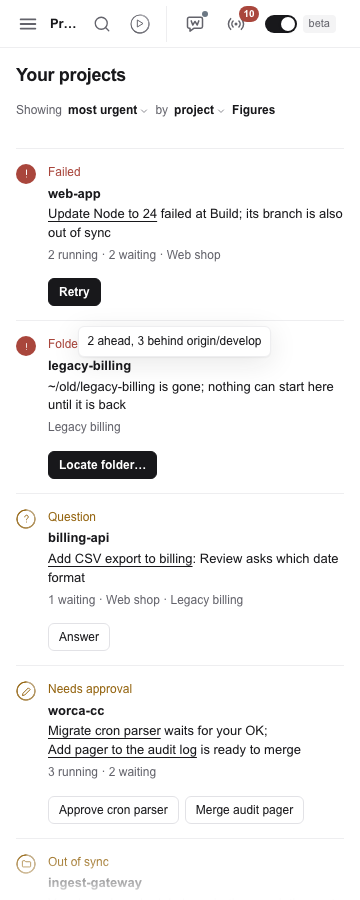 Pr...
10
beta
Your projects
Showing most urgent by project Figures
Failed
web-app
Update Node to 24 failed at Build; its branch is also
out of sync
2 running · 2 waiting · Web shop
Retry
2 ahead, 3 behind origin/develop
Folde
legacy-billing
~/old/legacy-billing is gone; nothing can start here
until it is back
Legacy billing
Locate folder...
Question
billing-api
Add CSV export to billing: Review asks which date
format
1 waiting · Web shop · Legacy billing
Answer
Needs approval
worca-cc
Migrate cron parser waits for your OK;
Add pager to the audit log is ready to merge
3 running · 2 waiting
Approve cron parser
Merge audit pager
Out of sync
ingest-gateway